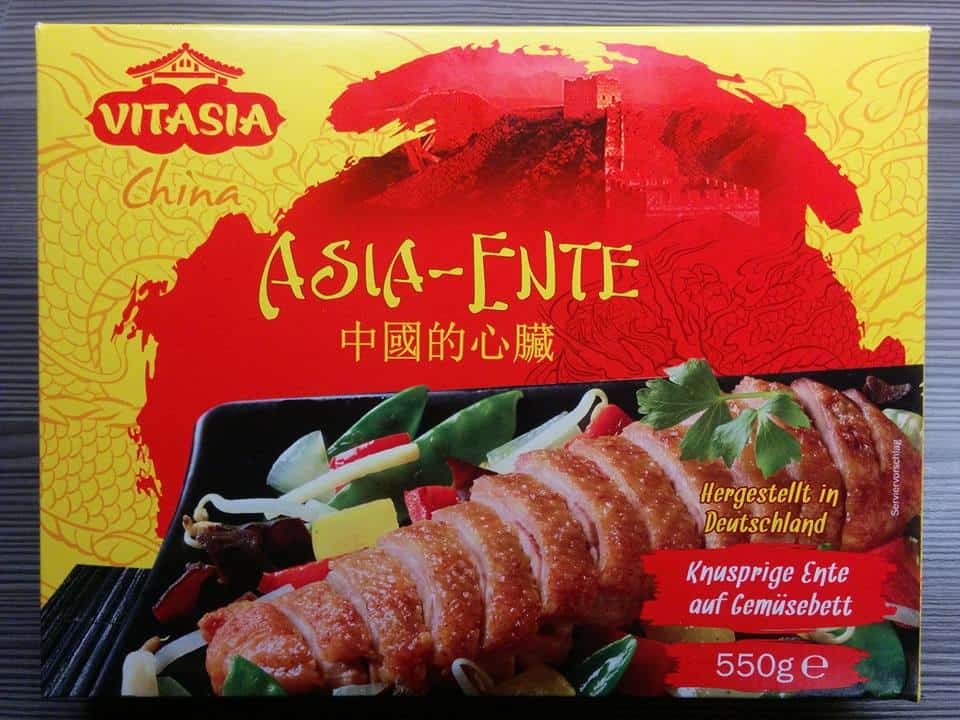 VITASIA
China
ASIA-ENTE
中國的心臟
Serviervorschlag
Hergestellt in
Deutschland
Knusprige Ente
auf Gemüsebett
550g ℮